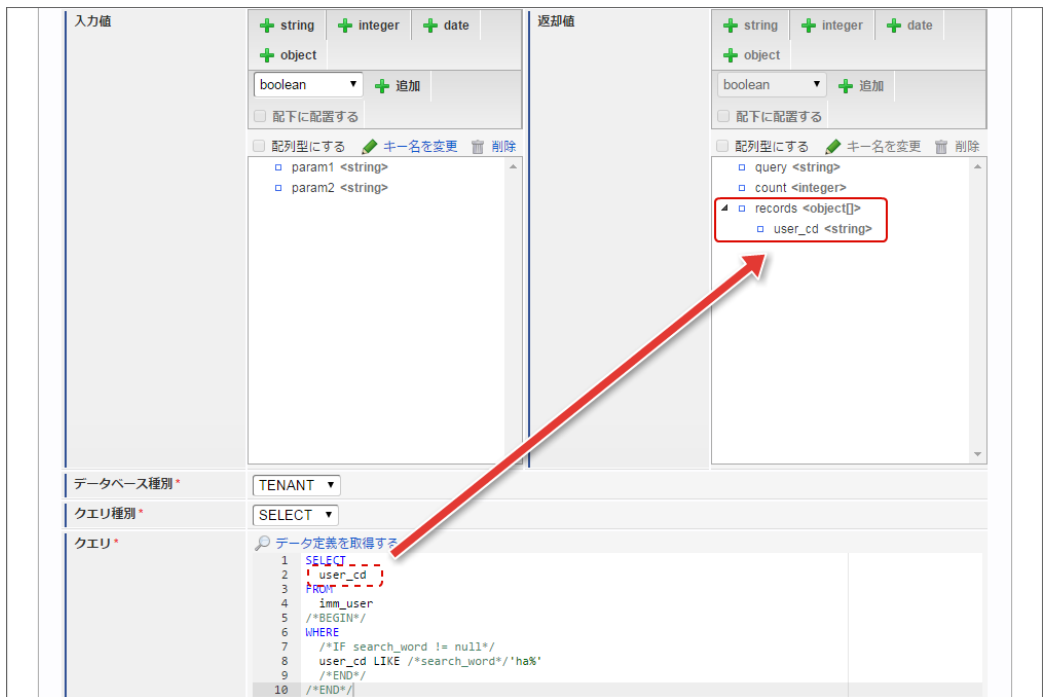 入力値
string integer date
object
boolean 追加
配下に配置する
配列型にする キー名を変更 削除
param1 <string>
param2 <string>
返却値
string integer date
object
boolean 追加
配下に配置する
配列型にする キー名を変更 削除
query <string>
count <integer>
records <object[]>
user_cd <string>
データベース種別* TENANT
クエリ種別* SELECT
クエリ* データ定義を取得する
1 SELECT
2 user_cd
3 FROM
4 imm_user
5 /*BEGIN*/
6 WHERE
7 /*IF search_word != null*/
8 user_cd LIKE /*search_word*/'ha%'
9 /*END*/
10 /*END*/